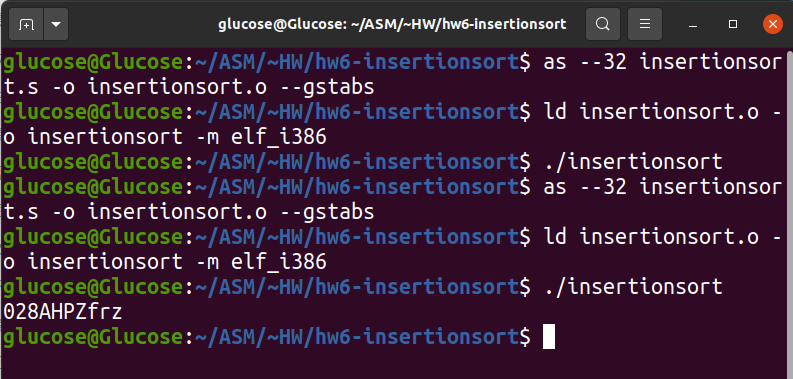 glucose@Glucose: ~/ASM/~HW/hw6-insertionsort
glucose@Glucose:~/ASM/~HW/hw6-insertionsort$ as --32 insertionsor
t.s -o insertionsort.o --gstabs
glucose@Glucose:~/ASM/~HW/hw6-insertionsort$ ld insertionsort.o -
o insertionsort -m elf_i386
glucose@Glucose:~/ASM/~HW/hw6-insertionsort$ ./insertionsort
glucose@Glucose:~/ASM/~HW/hw6-insertionsort$ as --32 insertionsor
t.s -o insertionsort.o --gstabs
glucose@Glucose:~/ASM/~HW/hw6-insertionsort$ ld insertionsort.o -
o insertionsort -m elf_i386
glucose@Glucose:~/ASM/~HW/hw6-insertionsort$ ./insertionsort
028AHPZfrz
glucose@Glucose:~/ASM/~HW/hw6-insertionsort$